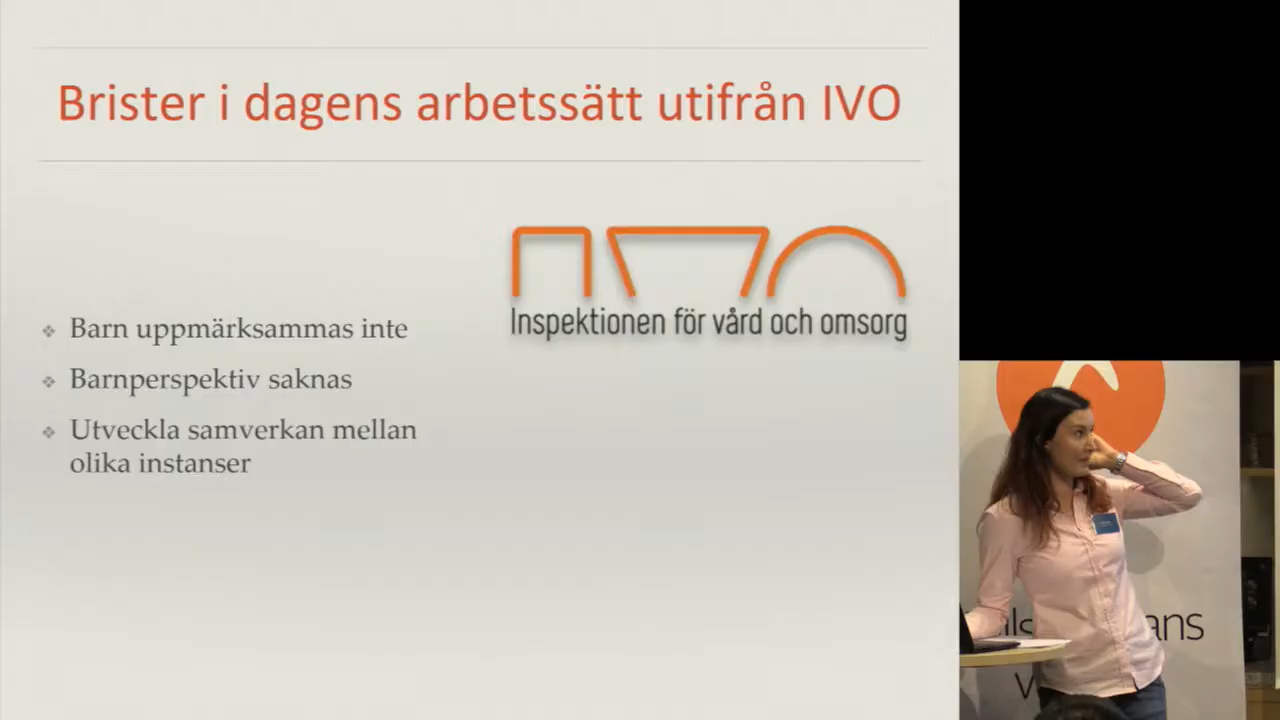 Brister i dagens arbetssätt utifrån IVO
IVO
Inspektionen för vård och omsorg
Barn uppmärksammas inte
Barnperspektiv saknas
Utveckla samverkan mellan
olika instanser